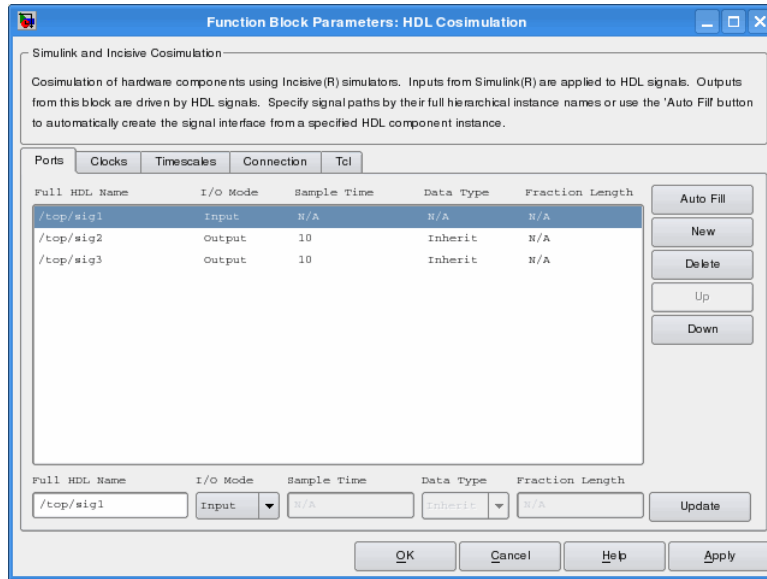 Function Block Parameters: HDL Cosimulation
Simulink and Incisive Cosimulation
Cosimulation of hardware components using Incisive(R) simulators. Inputs from Simulink(R) are applied to HDL signals. Outputs
from this block are driven by HDL signals. Specify signal paths by their full hierarchical instance names or use the 'Auto Fill' button
to automatically create the signal interface from a specified HDL component instance.
Ports Clocks Timescales Connection Tcl
Full HDL Name I/O Mode Sample Time Data Type Fraction Length
/top/sig1 Input N/A N/A N/A
/top/sig2 Output 10 Inherit N/A
/top/sig3 Output 10 Inherit N/A
Auto Fill
New
Delete
Up
Down
Full HDL Name I/O Mode Sample Time Data Type Fraction Length
/top/sig1 Input N/A Inherit N/A Update
OK Cancel Help Apply